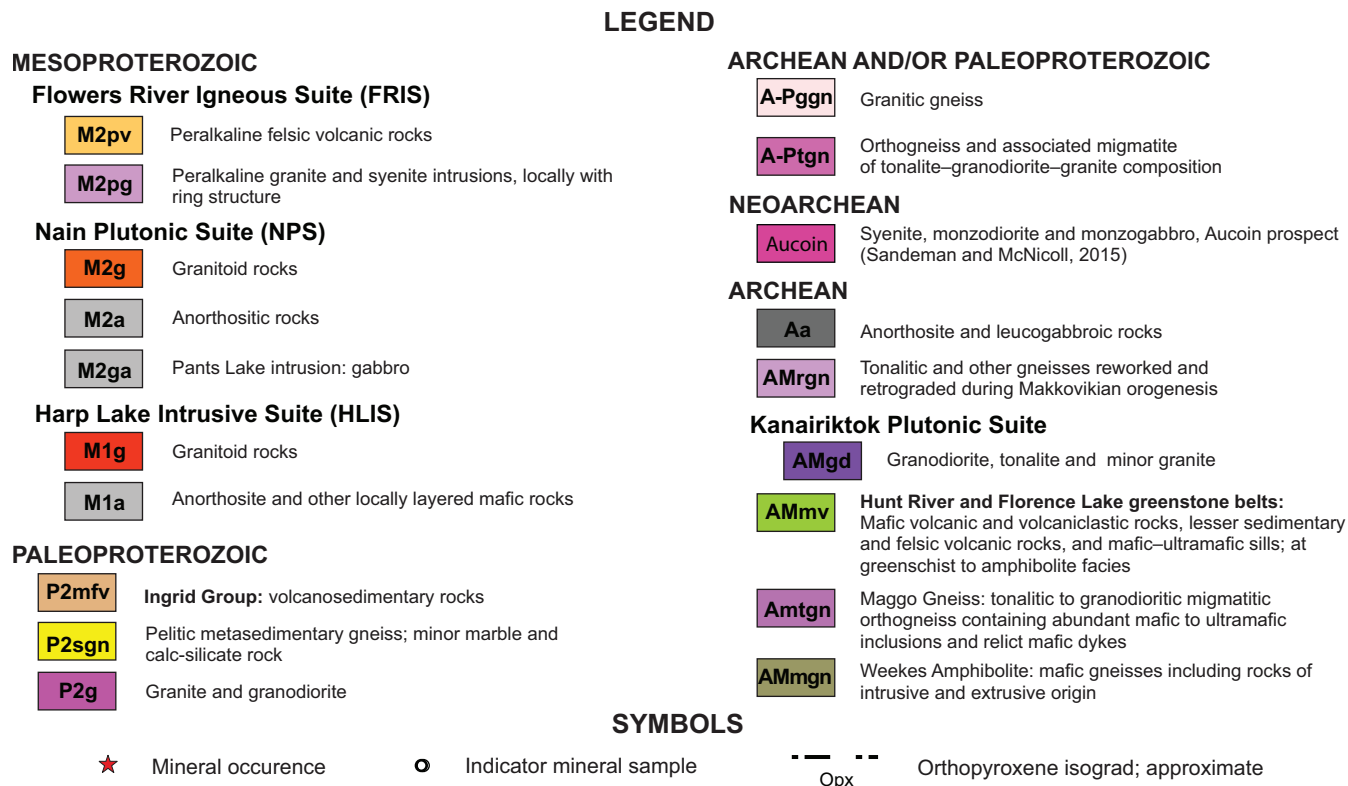 LEGEND
MESOPROTEROZOIC
Flowers River Igneous Suite (FRIS)
M2pv Peralkaline felsic volcanic rocks
M2pg Peralkaline granite and syenite intrusions, locally with
ring structure
Nain Plutonic Suite (NPS)
M2g Granitoid rocks
M2a Anorthositic rocks
M2ga Pants Lake intrusion: gabbro
Harp Lake Intrusive Suite (HLIS)
M1g Granitoid rocks
M1a Anorthosite and other locally layered mafic rocks
PALEOPROTEROZOIC
P2mfv Ingrid Group: volcanosedimentary rocks
P2sgn Pelitic metasedimentary gneiss; minor marble and
calc-silicate rock
P2g Granite and granodiorite
ARCHEAN AND/OR PALEOPROTEROZOIC
A-Pggn Granitic gneiss
A-Ptgn Orthogneiss and associated migmatite
of tonalite–granodiorite–granite composition
NEOARCHEAN
Aucoin Syenite, monzodiorite and monzogabbro, Aucoin prospect
(Sandeman and McNicoll, 2015)
ARCHEAN
Aa Anorthosite and leucogabbroic rocks
AMrgn Tonalitic and other gneisses reworked and
retrograded during Makkovikian orogenesis
Kanairiktok Plutonic Suite
AMgd Granodiorite, tonalite and minor granite
AMmv Hunt River and Florence Lake greenstone belts:
Mafic volcanic and volcaniclastic rocks, lesser sedimentary
and felsic volcanic rocks, and mafic–ultramafic sills; at
greenschist to amphibolite facies
Amtgn Maggo Gneiss: tonalitic to granodioritic migmatitic
orthogneiss containing abundant mafic to ultramafic
inclusions and relict mafic dykes
AMmgn Weekes Amphibolite: mafic gneisses including rocks of
intrusive and extrusive origin
SYMBOLS
Mineral occurence
Indicator mineral sample
Opx Orthopyroxene isograd; approximate